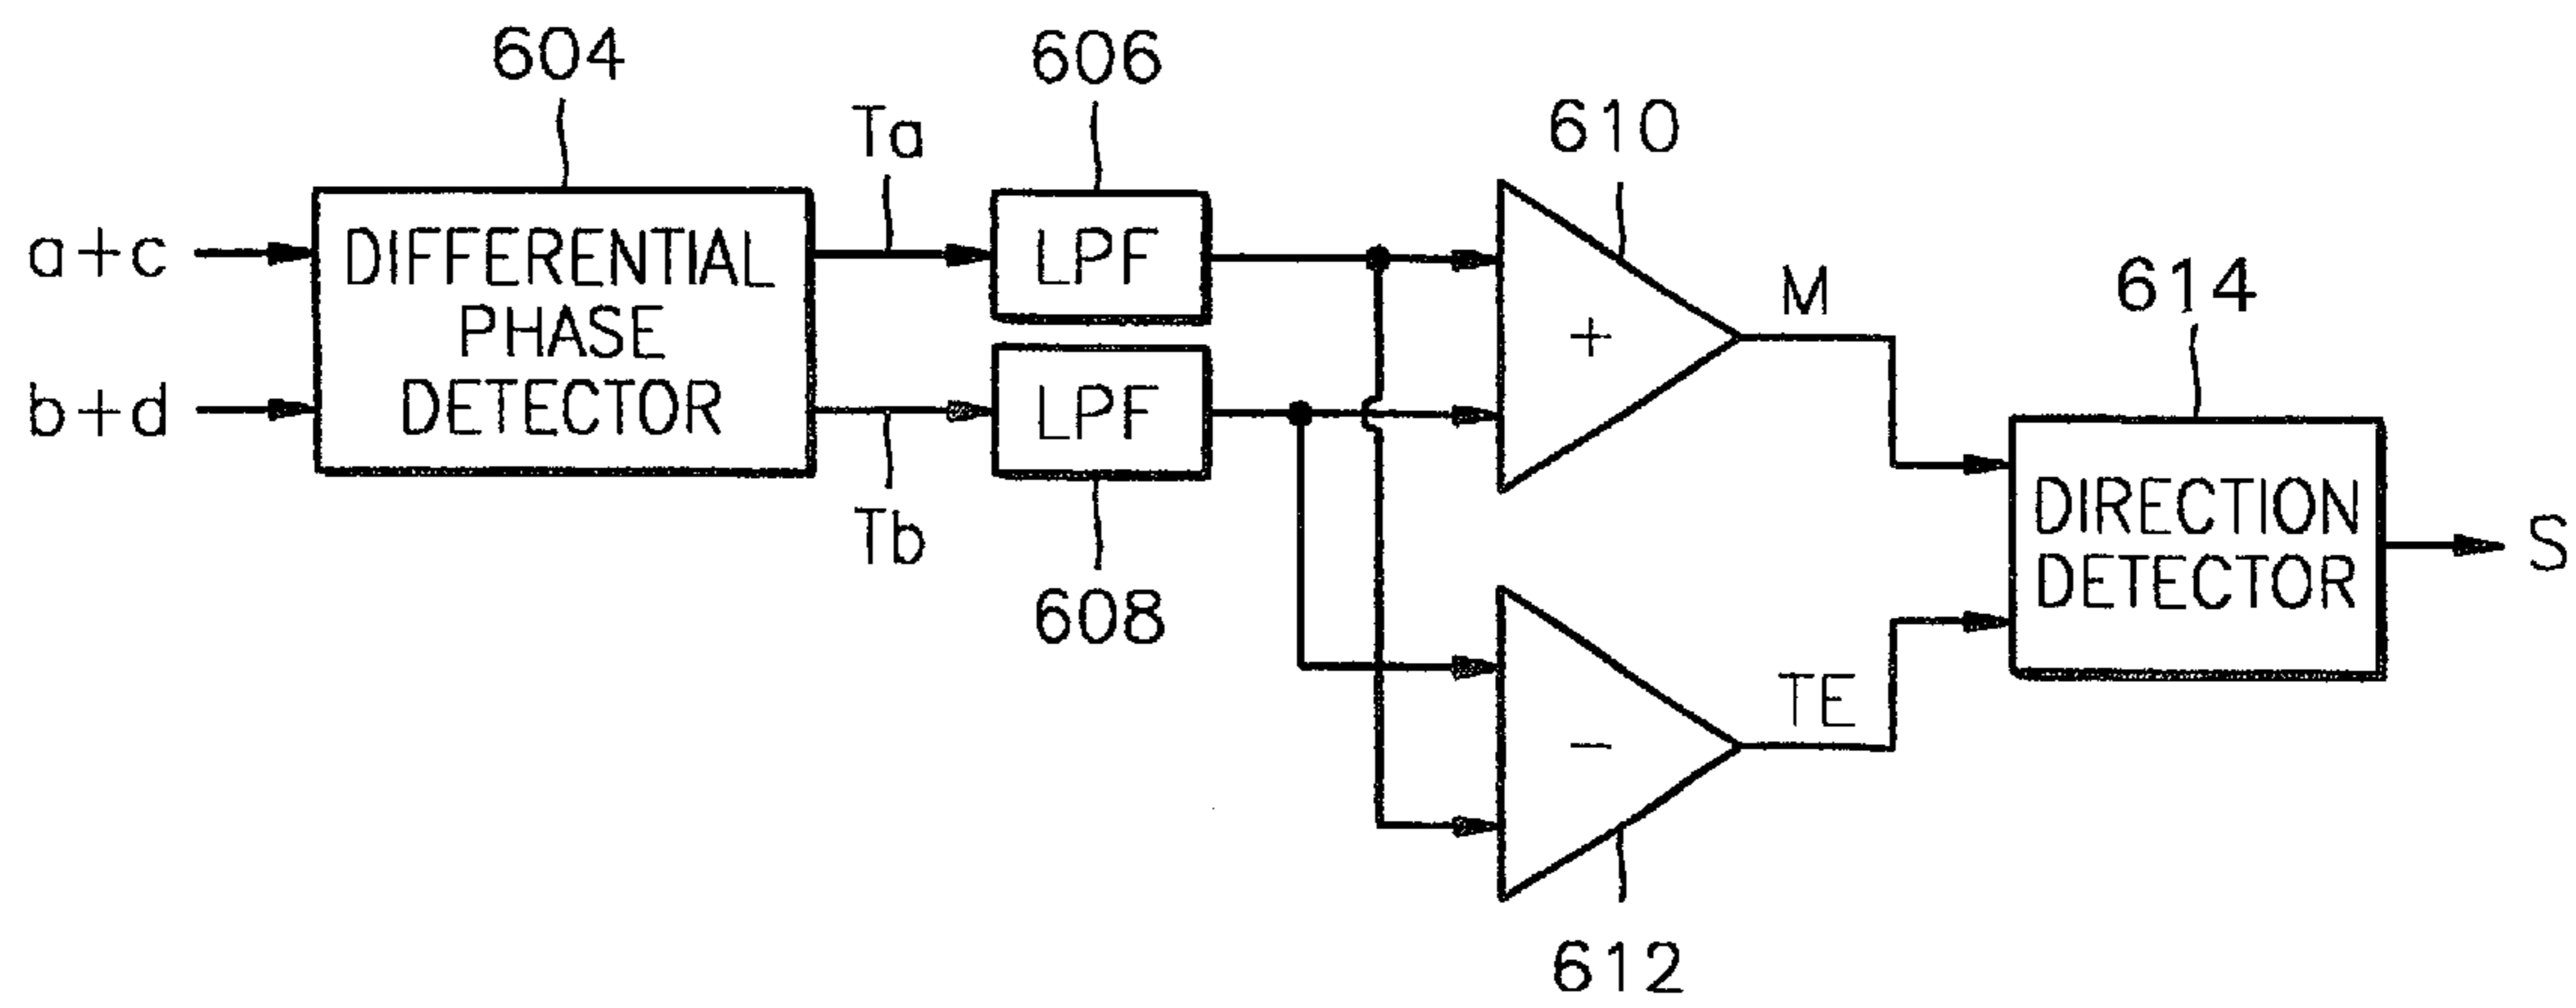 604
606
610
614
Ta
a+c
b+d
DIFFERENTIAL
PHASE
DETECTOR
LPF
LPF
Tb
608
+
M
−
TE
612
DIRECTION
DETECTOR
S